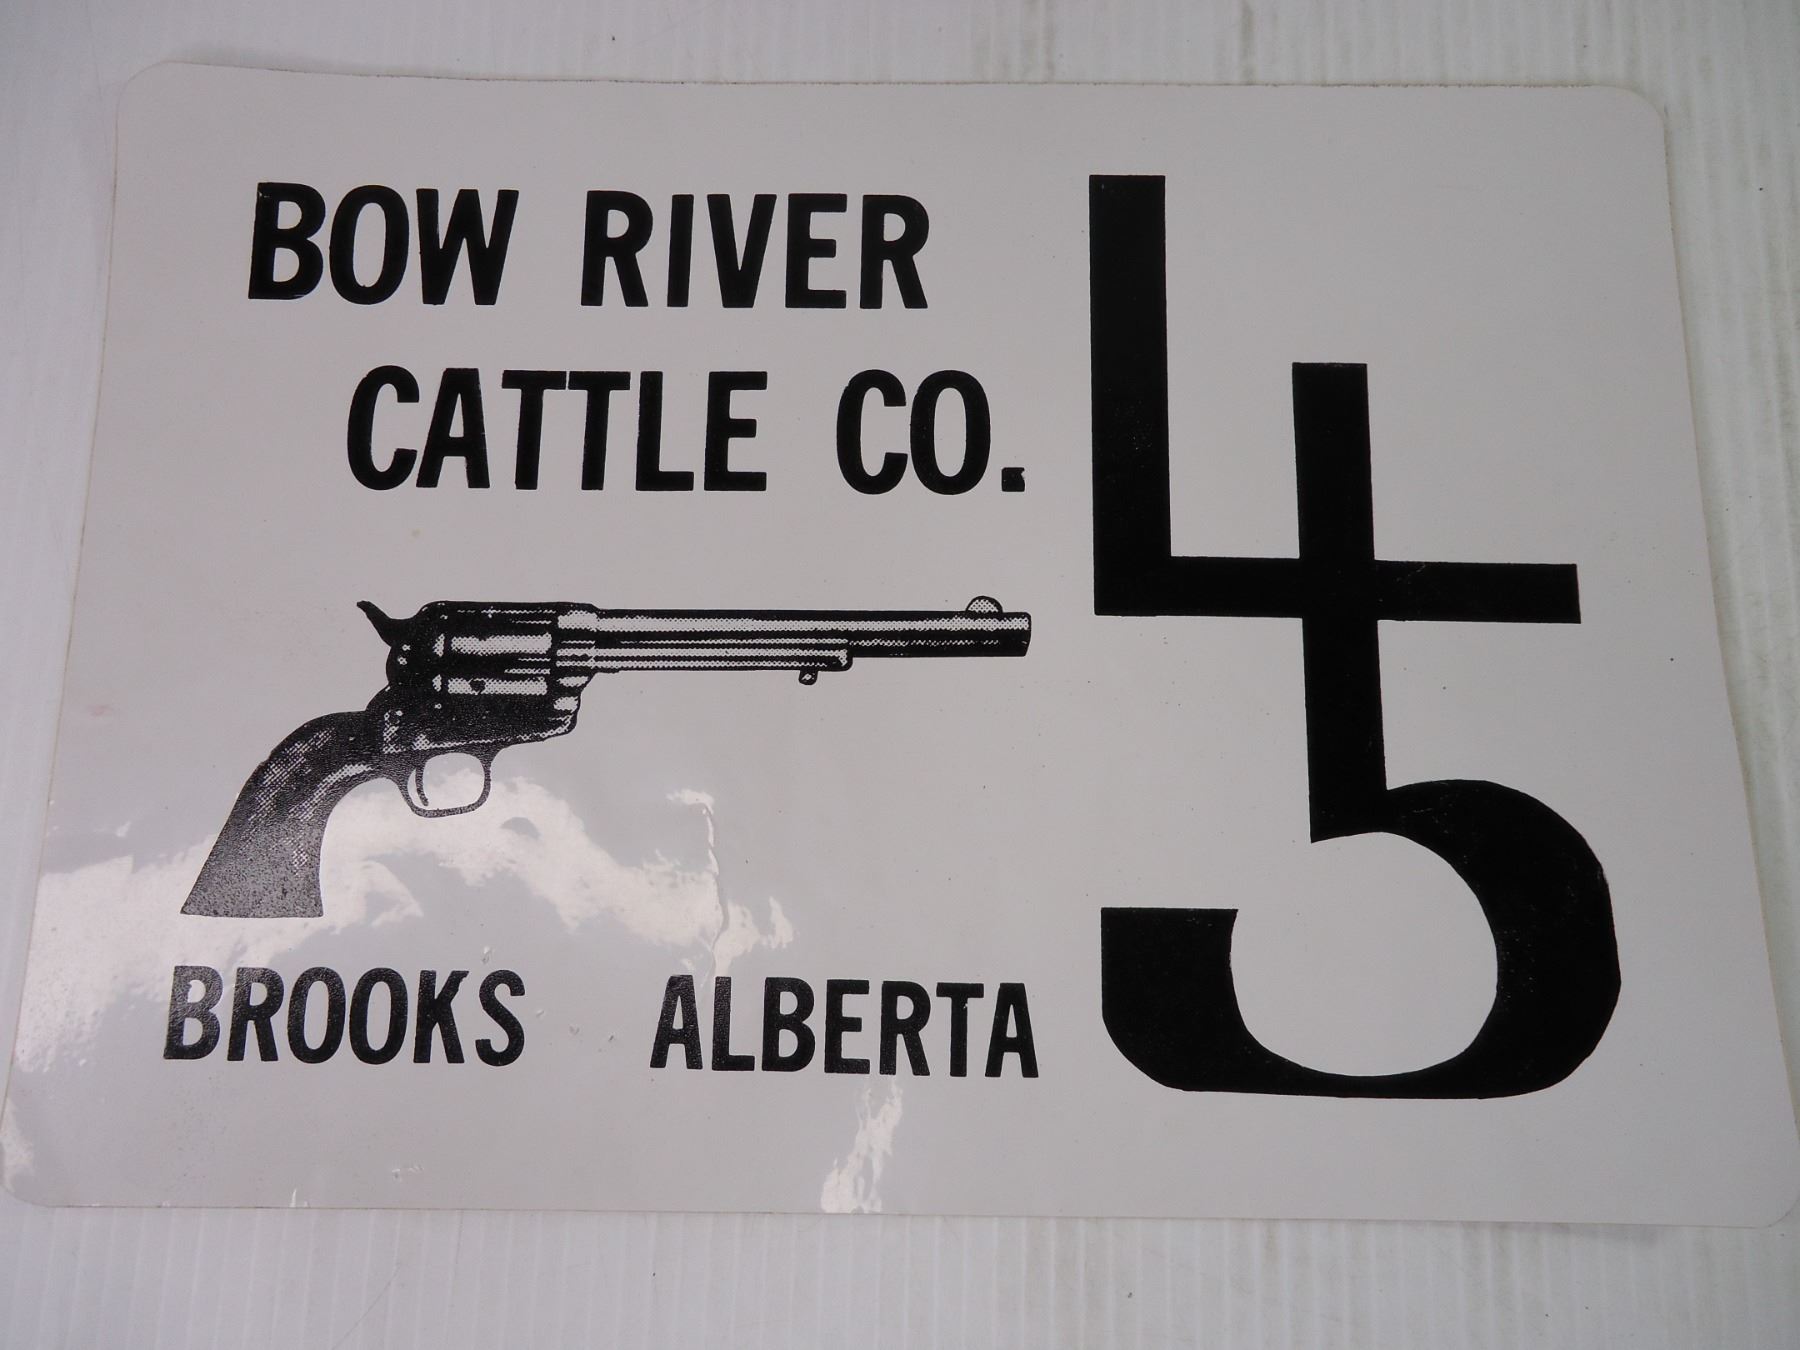 BOW RIVER
CATTLE CO.
45
BROOKS ALBERTA